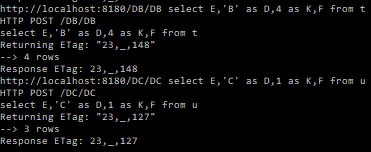 http://localhost:8180/DB/DB select E,'B' as D,4 as K,F from t
HTTP POST /DB/DB
select E,'B' as D,4 as K,F from t
Returning ETag: "23,_,148"
--> 4 rows
Response ETag: 23,_,148
http://localhost:8180/DC/DC select E,'C' as D,1 as K,F from u
HTTP POST /DC/DC
select E,'C' as D,1 as K,F from u
Returning ETag: "23,_,127"
--> 3 rows
Response ETag: 23,_,127